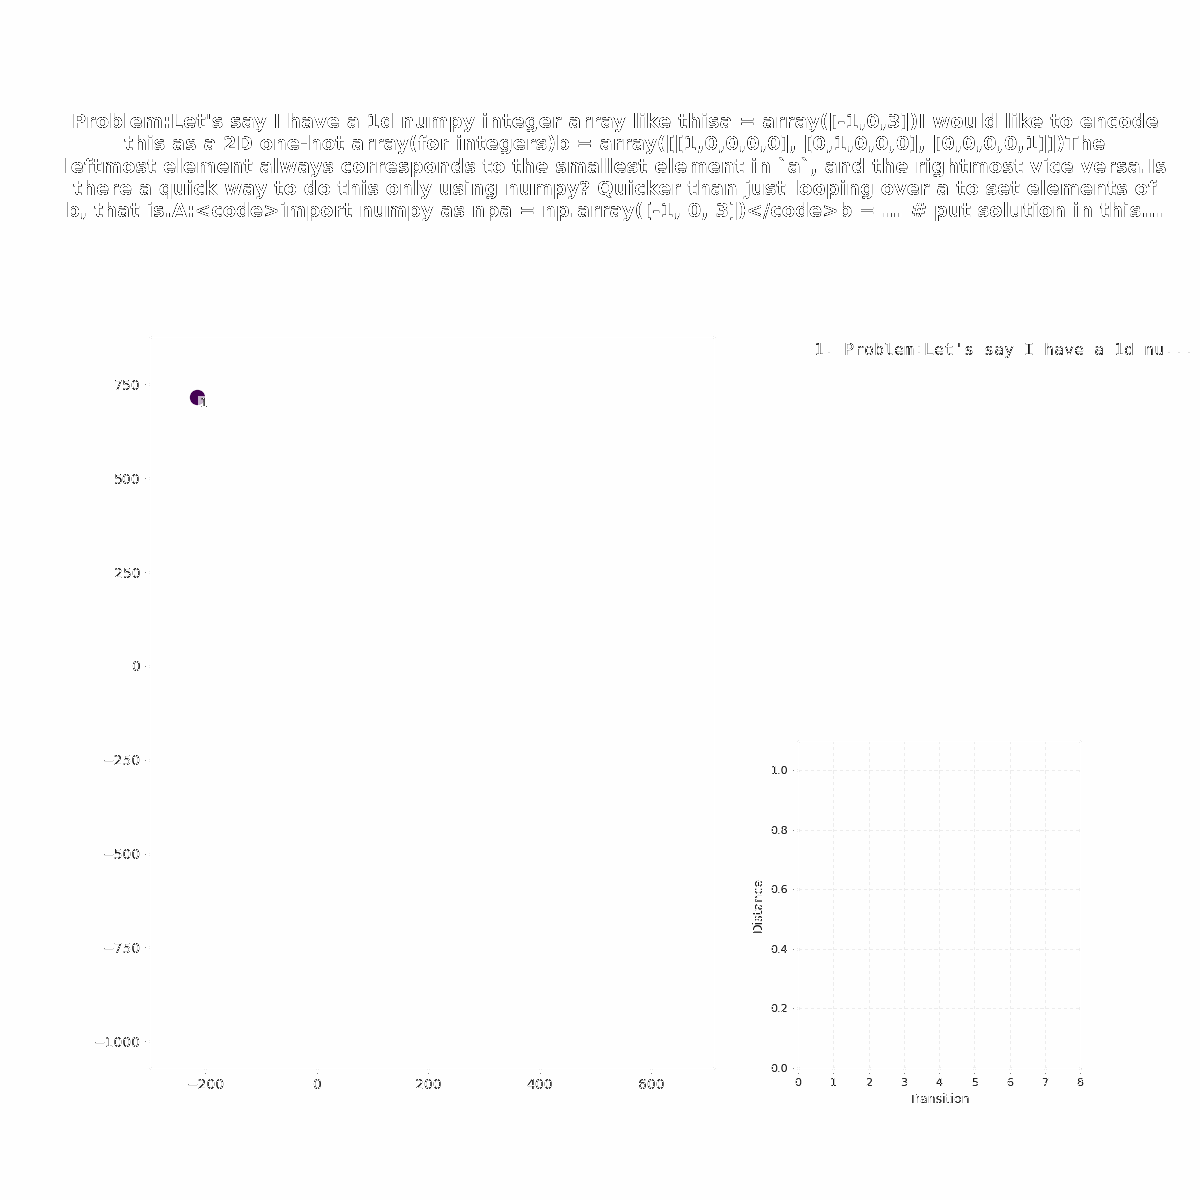 Problem:Let's say I have a 1d numpy integer array like thisa = array([-1,0,3])I would like to encode
this as a 2D one-hot array(for integers)b = array([[1,0,0,0,0], [0,1,0,0,0], [0,0,0,0,1]])The
leftmost element always corresponds to the smallest element in `a`, and the rightmost vice versa.Is
there a quick way to do this only using numpy? Quicker than just looping over a to set elements of
b, that is.A:<code>import numpy as npa = np.array([-1, 0, 3])</code>b = ... # put solution in this...
1. Problem:Let's say I have a 1d nu...
750
1
500
250
0
−250
−500
−750
−1000
−200 0 200 400 600
1.0
0.8
0.6
0.4
0.2
0.0
Distance
0 1 2 3 4 5 6 7 8
Transition